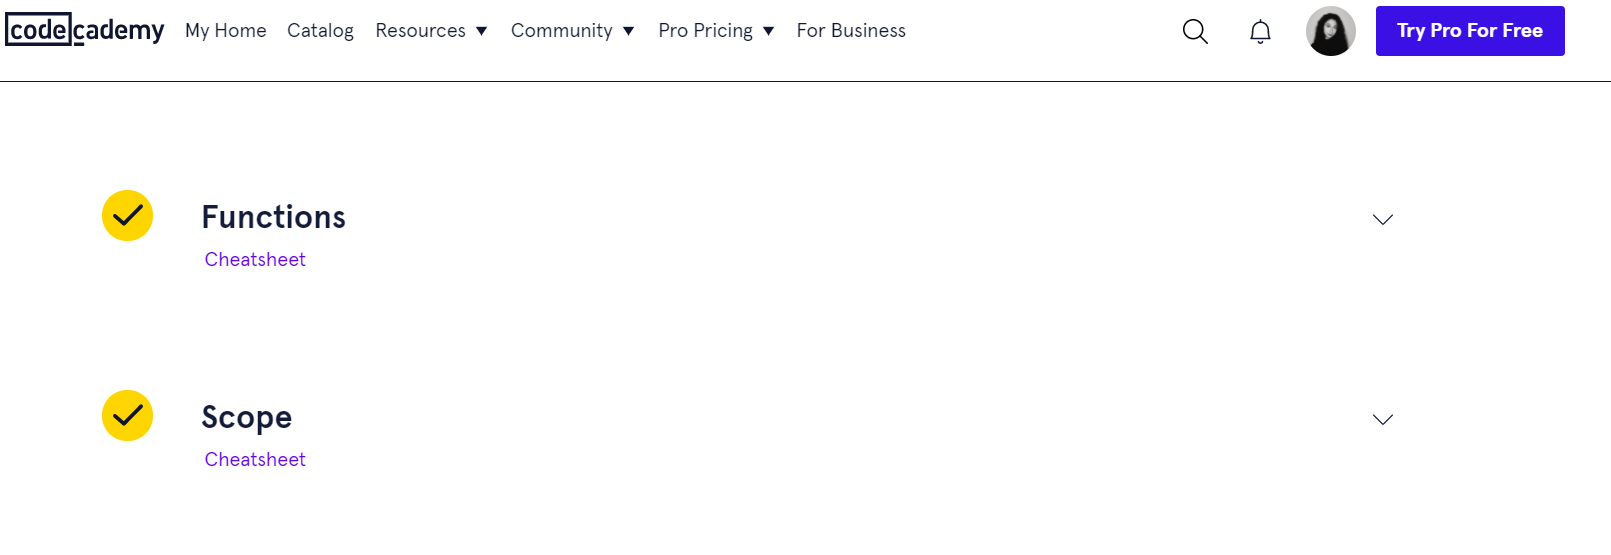 codecademy My Home Catalog Resources Community Pro Pricing For Business Try Pro For Free
Functions
Cheatsheet
Scope
Cheatsheet